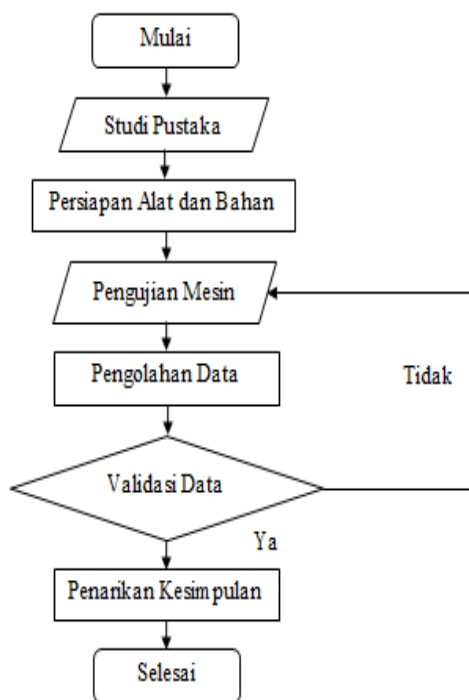 Mulai
Studi Pustaka
Persiapan Alat dan Bahan
Pengujian Mesin
Pengolahan Data
Tidak
Validasi Data
Ya
Penarikan Kesimpulan
Selesai